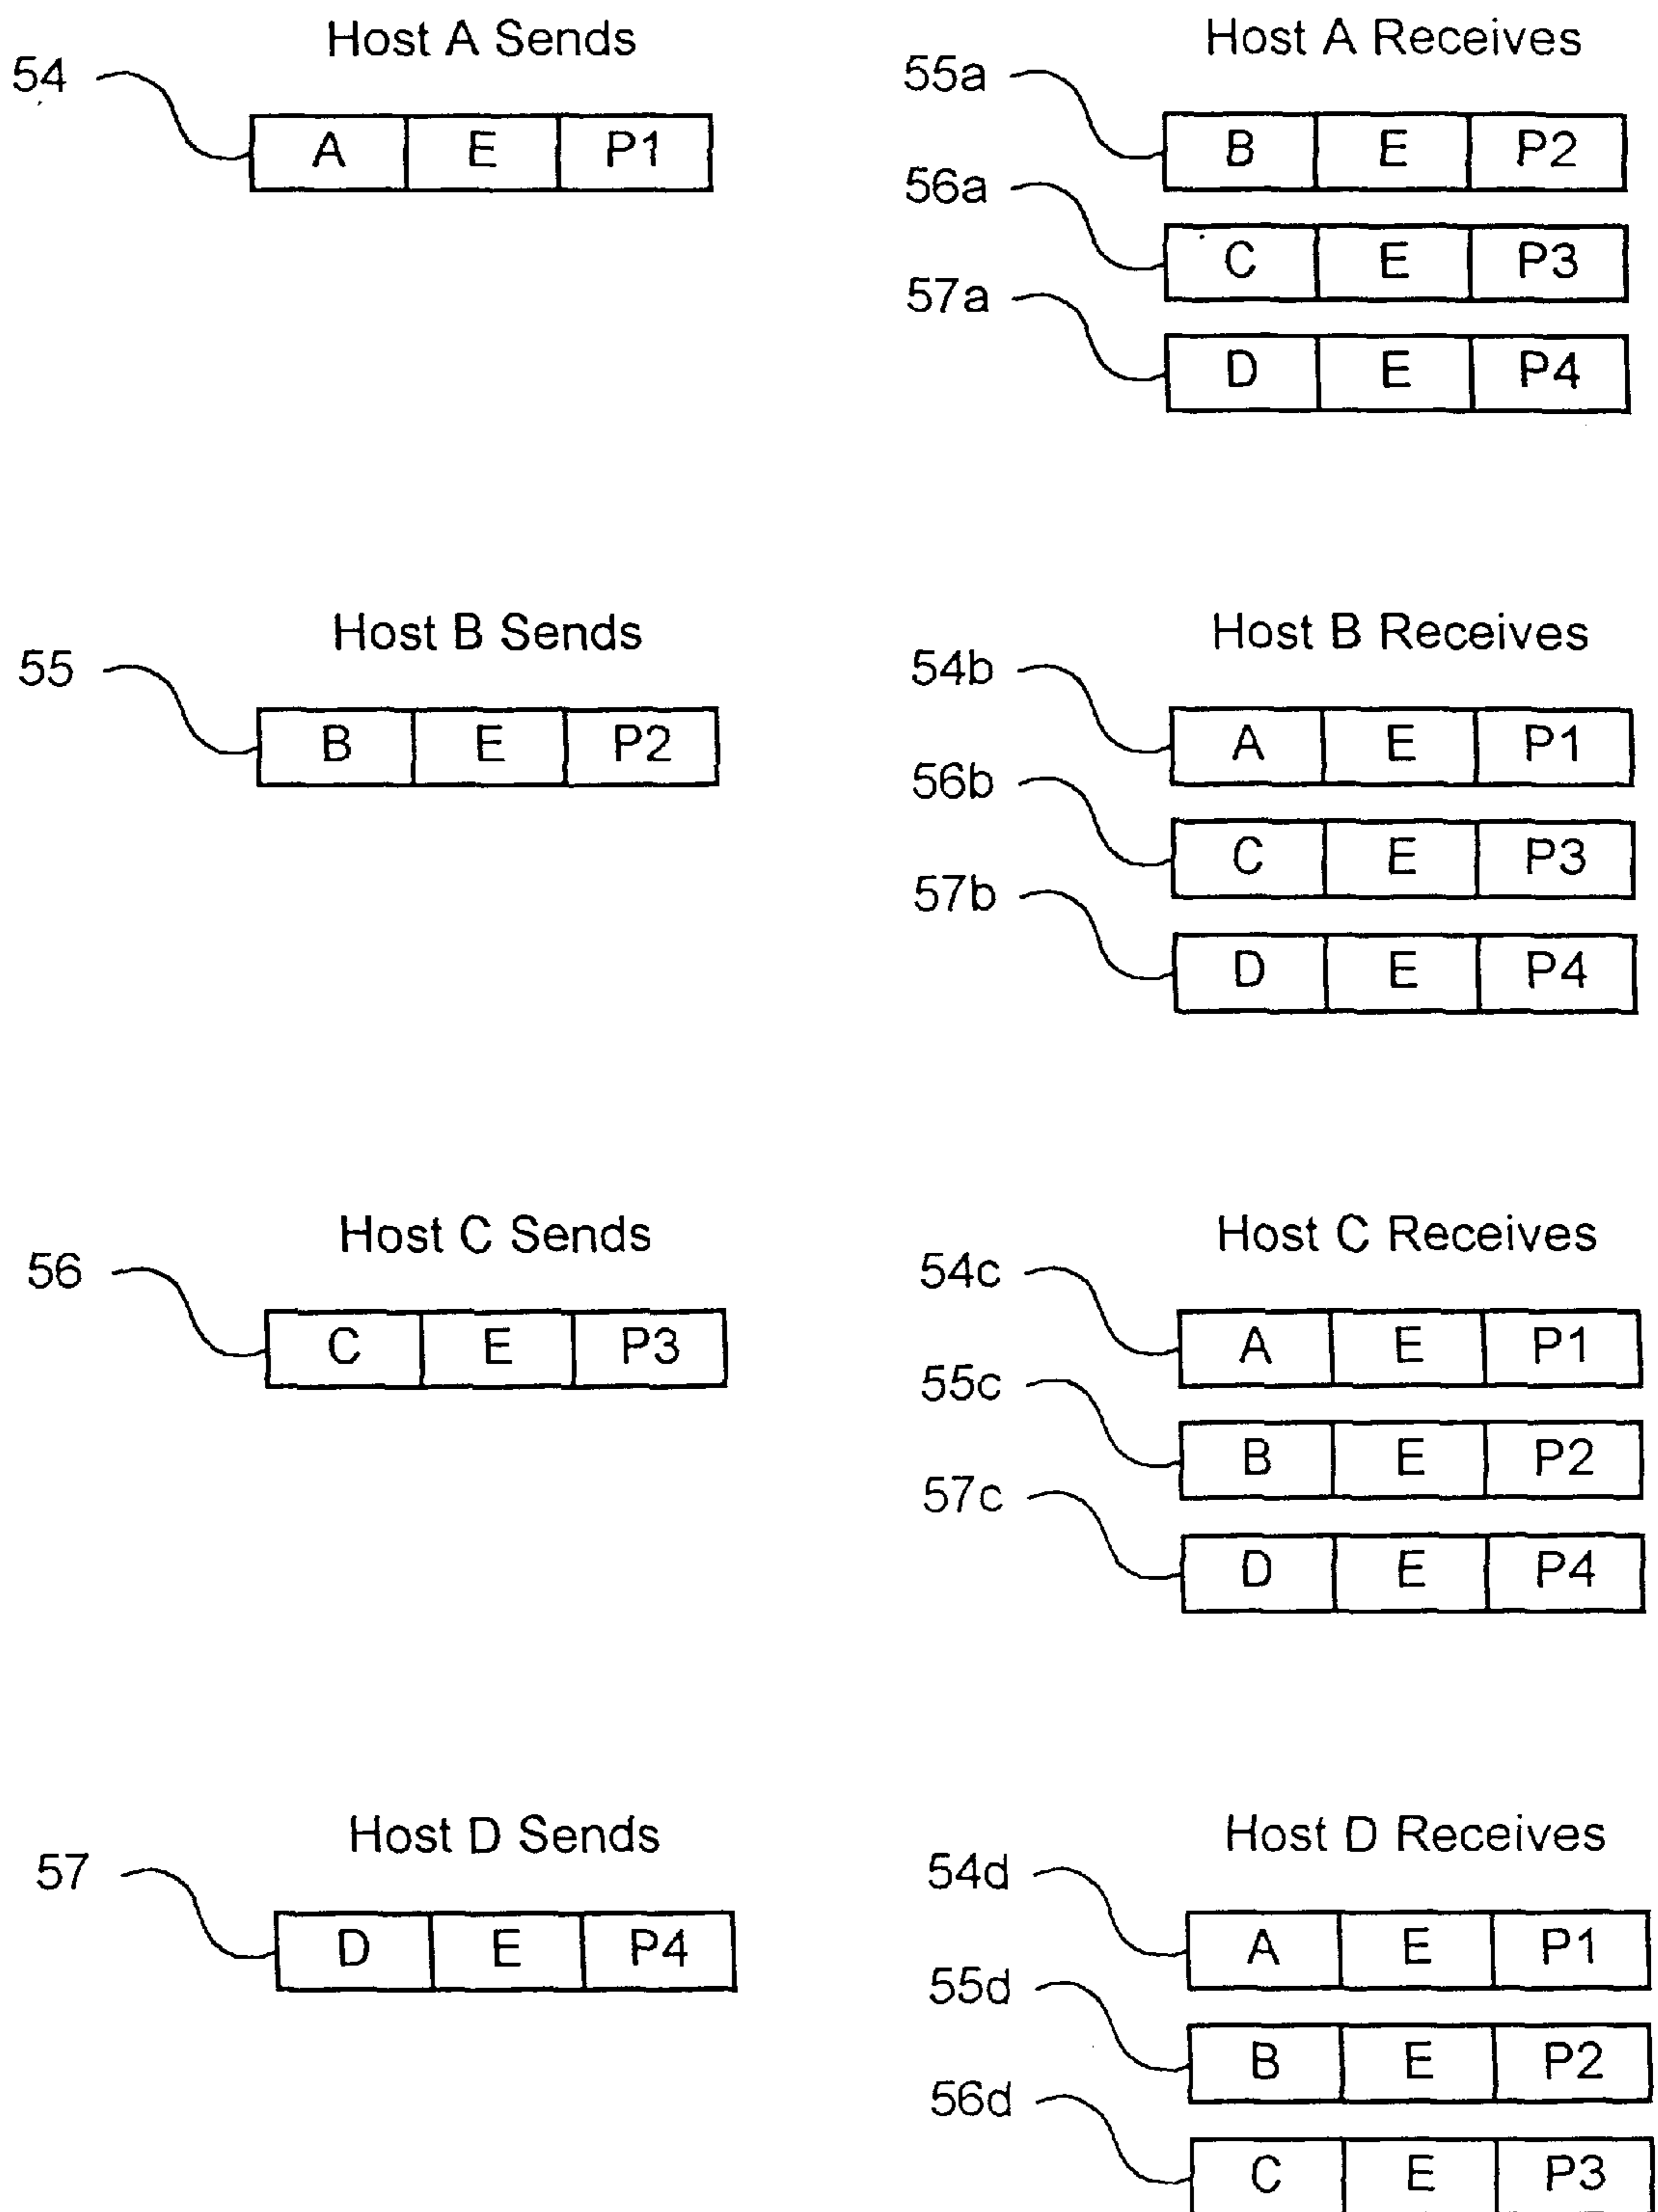 Host A Sends
54
A E P1
Host A Receives
55a
B E P2
56a
C E P3
57a
D E P4
Host B Sends
55
B E P2
Host B Receives
54b
A E P1
56b
C E P3
57b
D E P4
Host C Sends
56
C E P3
Host C Receives
54c
A E P1
55c
B E P2
57c
D E P4
Host D Sends
57
D E P4
Host D Receives
54d
A E P1
55d
B E P2
56d
C E P3